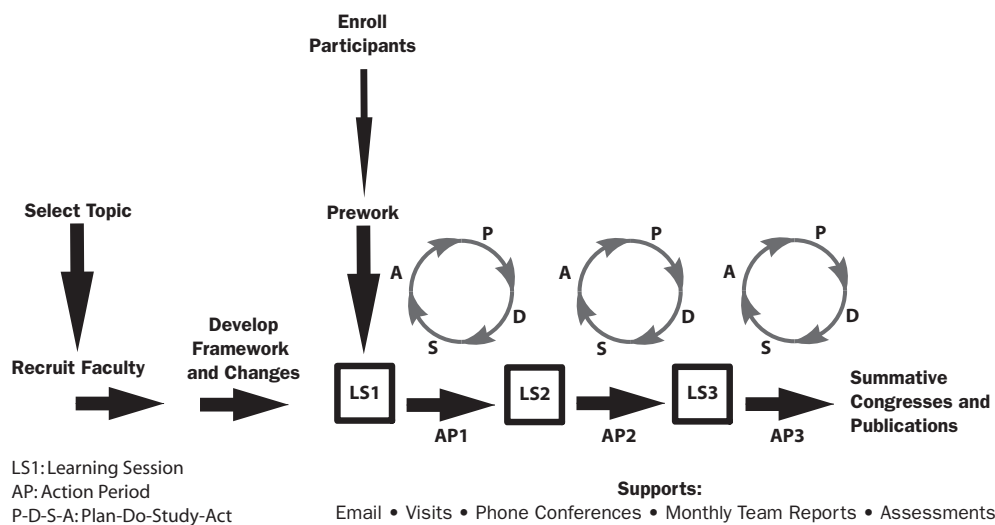 Enroll
Participants
Select Topic
Prework
P
A
D
S
P
A
D
S
P
A
D
S
Recruit Faculty
Develop
Framework
and Changes
LS1
LS2
LS3
AP1
AP2
AP3
Summative
Congresses and
Publications
LS1: Learning Session
AP: Action Period
P-D-S-A: Plan-Do-Study-Act
Supports:
Email • Visits • Phone Conferences • Monthly Team Reports • Assessments